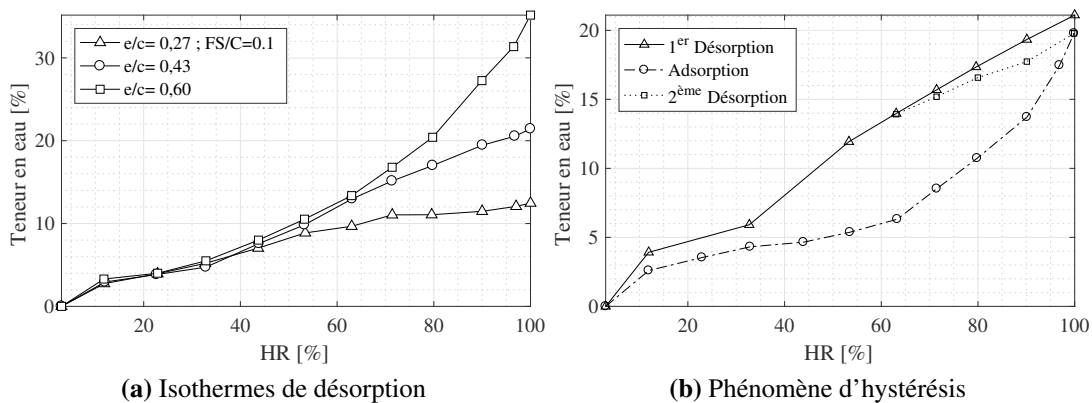 e/c= 0,27 ; FS/C=0.1
e/c= 0,43
e/c= 0,60
Teneur en eau [%]
30
20
10
0
20
40
60
80
100
HR [%]
(a) Isothermes de désorption
1er Désorption
Adsorption
2ème Désorption
Teneur en eau [%]
20
15
10
5
0
20
40
60
80
100
HR [%]
(b) Phénomène d'hystérésis